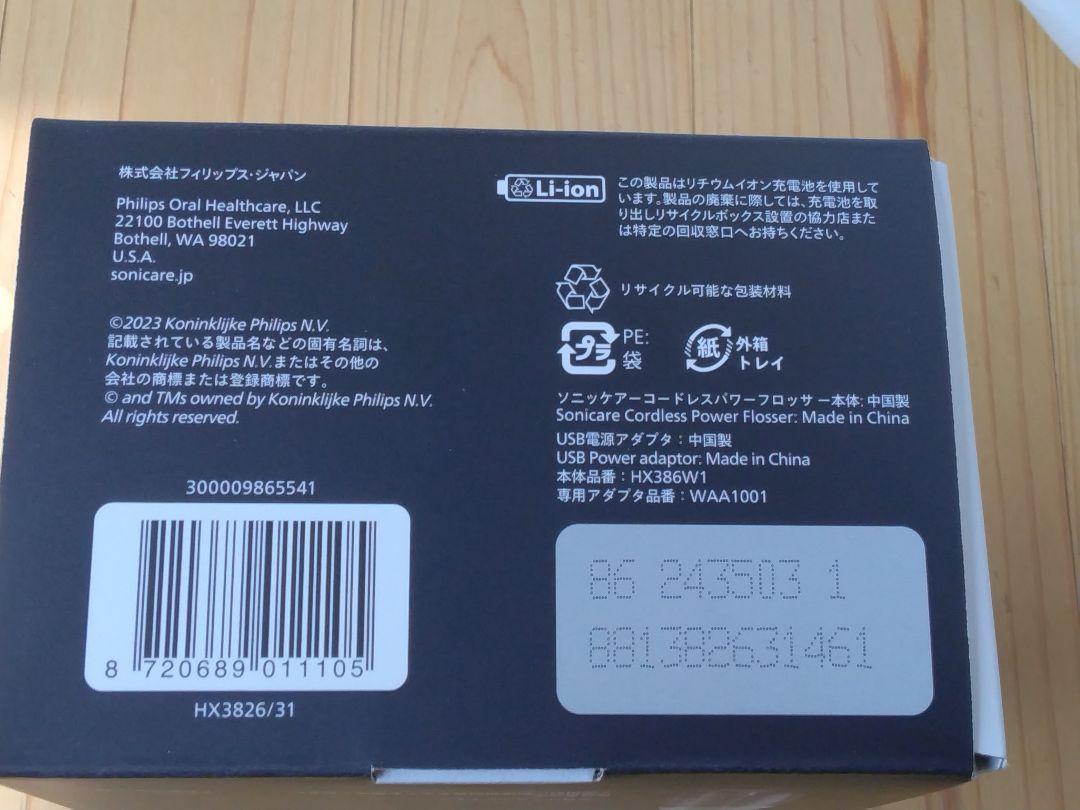 株式会社フィリップス・ジャパン
Philips Oral Healthcare, LLC
22100 Bothell Everett Highway
Bothell, WA 98021
U.S.A.
sonicare.jp
©2023 Koninklijke Philips N.V.
記載されている製品名などの固有名詞は、
Koninklijke Philips N.V.またはその他の
会社の商標または登録商標です。
© and TMs owned by Koninklijke Philips N.V.
All rights reserved.
300009865541
8 720689 011105
HX3826/31
Li-ion
この製品はリチウムイオン充電池を使用して
います。製品の廃棄に際しては、充電池を取
り出しリサイクルボックス設置の協力店また
は特定の回収窓口へお持ちください。
リサイクル可能な包装材料
プラ
PE:
袋
紙
外箱
トレイ
ソニッケアーコードレスパワーフロッサー本体: 中国製
Sonicare Cordless Power Flosser: Made in China
USB電源アダプタ：中国製
USB Power adaptor: Made in China
本体品番：HX386W1
専用アダプタ品番：WAA1001
86 243503 1
881382631461